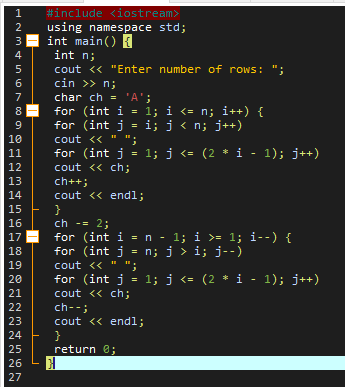 1 #include <iostream>
2 using namespace std;
3 int main() {
4 int n;
5 cout << "Enter number of rows: ";
6 cin >> n;
7 char ch = 'A';
8 for (int i = 1; i <= n; i++) {
9 for (int j = i; j < n; j++)
10 cout << " ";
11 for (int j = 1; j <= (2 * i - 1); j++)
12 cout << ch;
13 ch++;
14 cout << endl;
15 }
16 ch -= 2;
17 for (int i = n - 1; i >= 1; i--) {
18 for (int j = n; j > i; j--)
19 cout << " ";
20 for (int j = 1; j <= (2 * i - 1); j++)
21 cout << ch;
22 ch--;
23 cout << endl;
24 }
25 return 0;
26 }
27